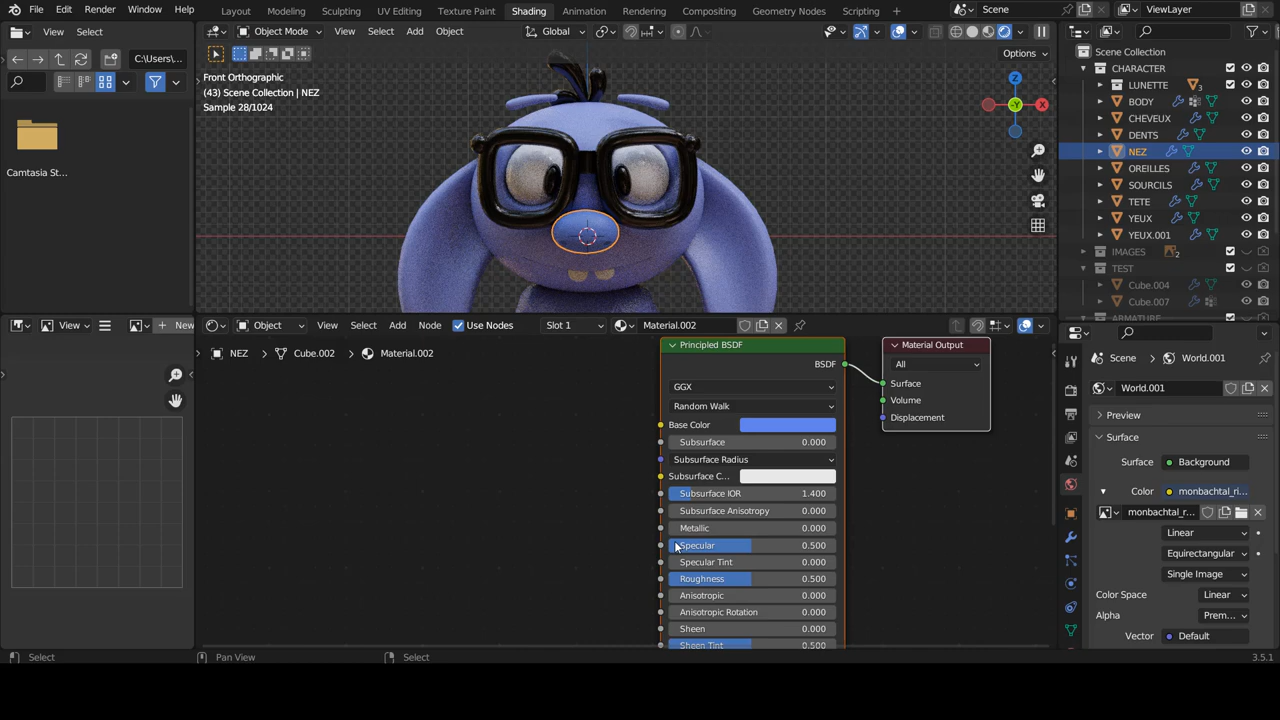 File Edit Render Window Help
Layout Modeling Sculpting UV Editing Texture Paint Shading Animation Rendering Compositing Geometry Nodes Scripting
Scene ViewLayer
View Select
Object Mode View Select Add Object Global
C:\Users\...
Options
Front Orthographic
(43) Scene Collection | NEZ
Sample 28/1024
Z
X
-Y
Camtasia St...
Scene Collection
CHARACTER
LUNETTE 3
BODY
CHEVEUX
DENTS
NEZ
OREILLES
SOURCILS
TETE
YEUX
YEUX.001
IMAGES 2
TEST
Cube.004
Cube.007
View New
Object View Select Add Node Use Nodes Slot 1 Material.002
NEZ Cube.002 Material.002
Principled BSDF
BSDF
GGX
Random Walk
Base Color
Subsurface 0.000
Subsurface Radius
Subsurface C...
Subsurface IOR 1.400
Subsurface Anisotropy 0.000
Metallic 0.000
Specular 0.500
Specular Tint 0.000
Roughness 0.500
Anisotropic 0.000
Anisotropic Rotation 0.000
Sheen 0.000
Sheen Tint 0.500
Material Output
All
Surface
Volume
Displacement
Scene World.001
World.001
Preview
Surface
Surface Background
Color monbachtal_ri...
monbachtal_r...
Linear
Equirectangular
Single Image
Color Space Linear
Alpha Prem...
Vector Default
Select Pan View Select 3.5.1